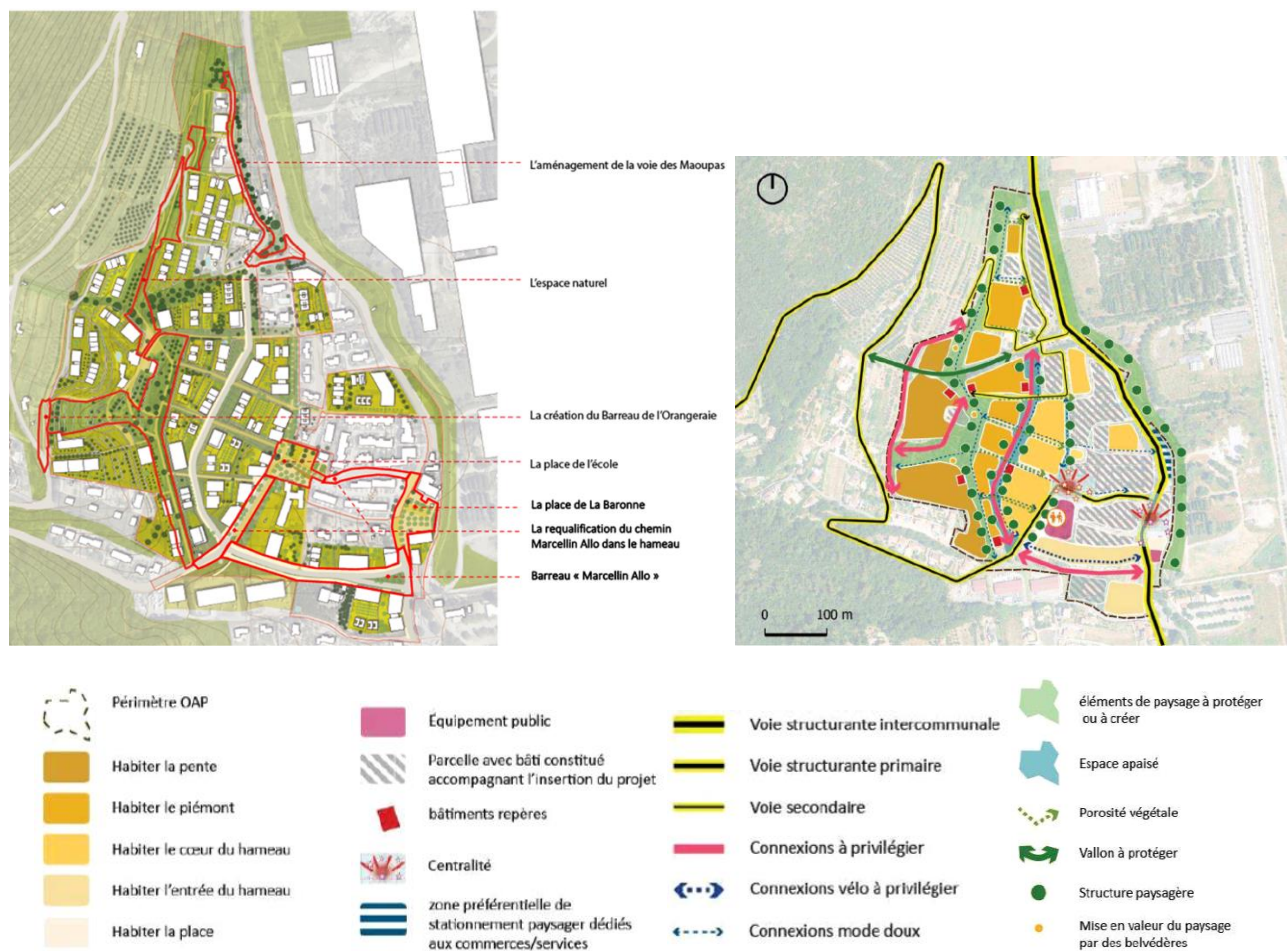 L'aménagement de la voie des Maoupas
L'espace naturel
La création du Barreau de l'Orangeraie
La place de l'école
La place de La Baronne
La requalification du chemin
Marcellin Allo dans le hameau
Barreau « Marcellin Allo »
0 100 m
Périmètre OAP
Habiter la pente
Habiter le piémont
Habiter le cœur du hameau
Habiter l'entrée du hameau
Habiter la place
Equipement public
Parcelle avec bâti constitué
accompagnant l'insertion du projet
bâtiments repères
Centralité
zone préférentielle de
stationnement paysager dédiés
aux commerces/services
Voie structurante intercommunale
Voie structurante primaire
Voie secondaire
Connexions à privilégier
Connexions vélo à privilégier
Connexions mode doux
éléments de paysage à protéger
ou à créer
Espace apaisé
Porosité végétale
Vallon à protéger
Structure paysagère
Mise en valeur du paysage
par des belvédères